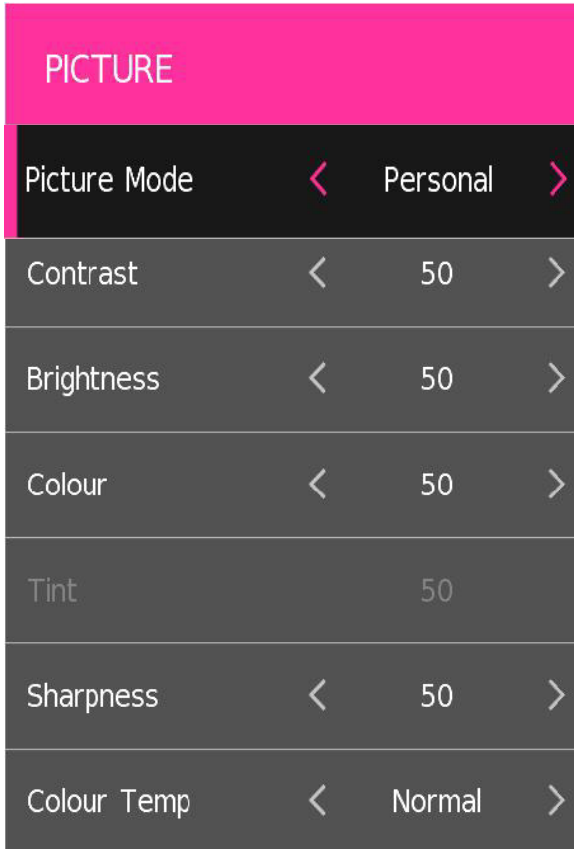 PICTURE
Picture Mode Personal
Contrast 50
Brightness 50
Colour 50
Tint 50
Sharpness 50
Colour Temp Normal